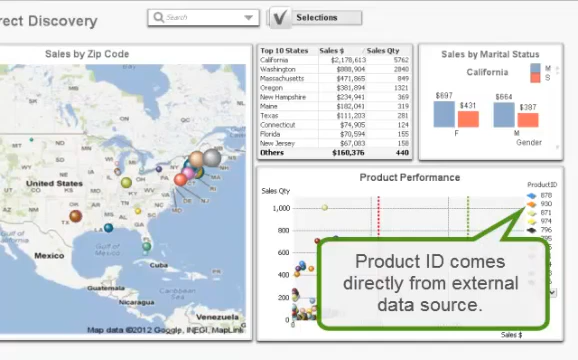 rect Discovery
Search
Selections
Sales by Zip Code
United States
Gulf of
Mexico
Mexico
Cuba
Guatemala
Nicaragua
Caribbean
Sea
Venezuela
Map data ©2012 Google, INEGI, MapLink
Top 10 States Sales $ Sales Qty
California $2,178,613 5762
Washington $808,904 2840
Massachusetts $471,865 849
Oregon $381,894 1321
New Hampshire $234,941 369
Maine $182,041 319
Texas $111,203 281
Connecticut $74,905 124
Florida $70,594 155
New Jersey $67,083 158
Others $160,376 440
Sales by Marital Status
California
M
S
$697
$431
$664
$387
F
M
Gender
Product Performance
Sales Qty
ProductID
878
930
871
974
796
1,000
800
600
400
200
0
Sales $
Product ID comes
directly from external
data source.